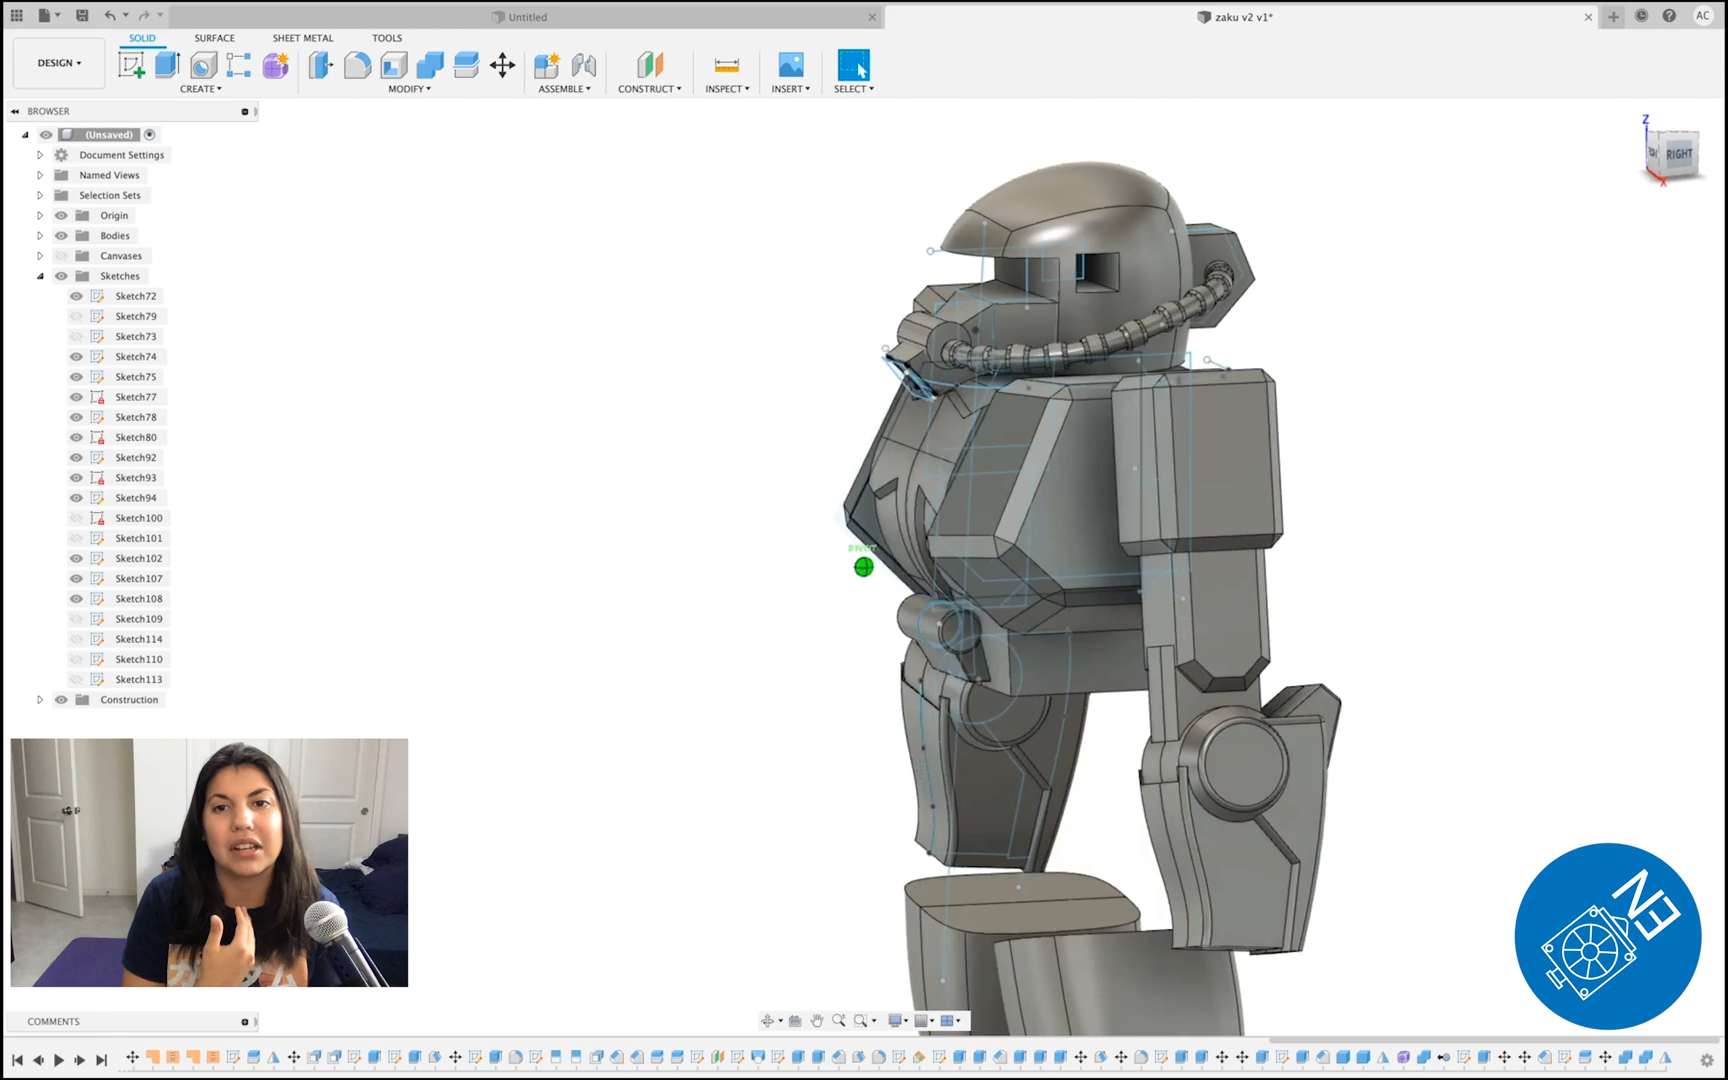 Untitled
zaku v2 v1*
AC
SOLID
SURFACE
SHEET METAL
TOOLS
DESIGN
CREATE
MODIFY
ASSEMBLE
CONSTRUCT
INSPECT
INSERT
SELECT
BROWSER
(Unsaved)
Document Settings
Named Views
Selection Sets
Origin
Bodies
Canvases
Sketches
Sketch72
Sketch79
Sketch73
Sketch74
Sketch75
Sketch77
Sketch78
Sketch80
Sketch92
Sketch93
Sketch94
Sketch100
Sketch101
Sketch102
Sketch107
Sketch108
Sketch109
Sketch114
Sketch110
Sketch113
Construction
Z
RIGHT
X
PIVOT
NE
COMMENTS